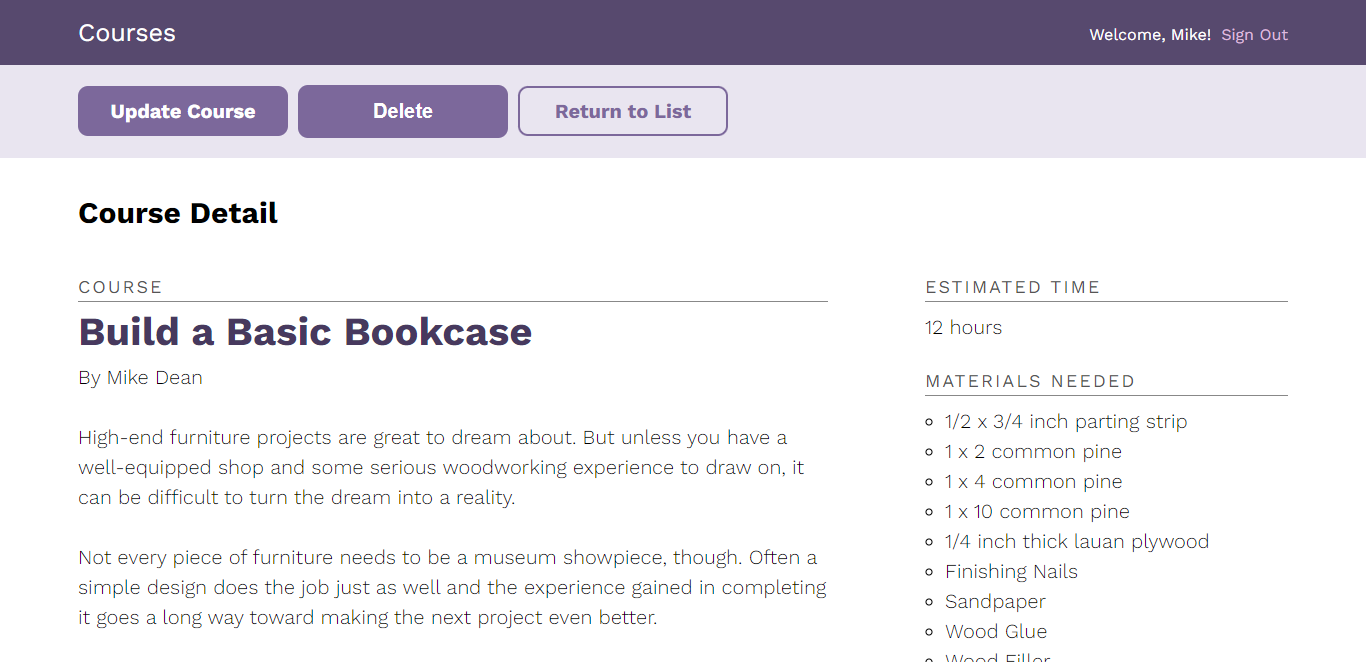 Courses
Welcome, Mike! Sign Out
Update Course
Delete
Return to List
Course Detail
COURSE
Build a Basic Bookcase
By Mike Dean
High-end furniture projects are great to dream about. But unless you have a
well-equipped shop and some serious woodworking experience to draw on, it
can be difficult to turn the dream into a reality.
Not every piece of furniture needs to be a museum showpiece, though. Often a
simple design does the job just as well and the experience gained in completing
it goes a long way toward making the next project even better.
ESTIMATED TIME
12 hours
MATERIALS NEEDED
1/2 x 3/4 inch parting strip
1 x 2 common pine
1 x 4 common pine
1 x 10 common pine
1/4 inch thick lauan plywood
Finishing Nails
Sandpaper
Wood Glue
Wood Filler